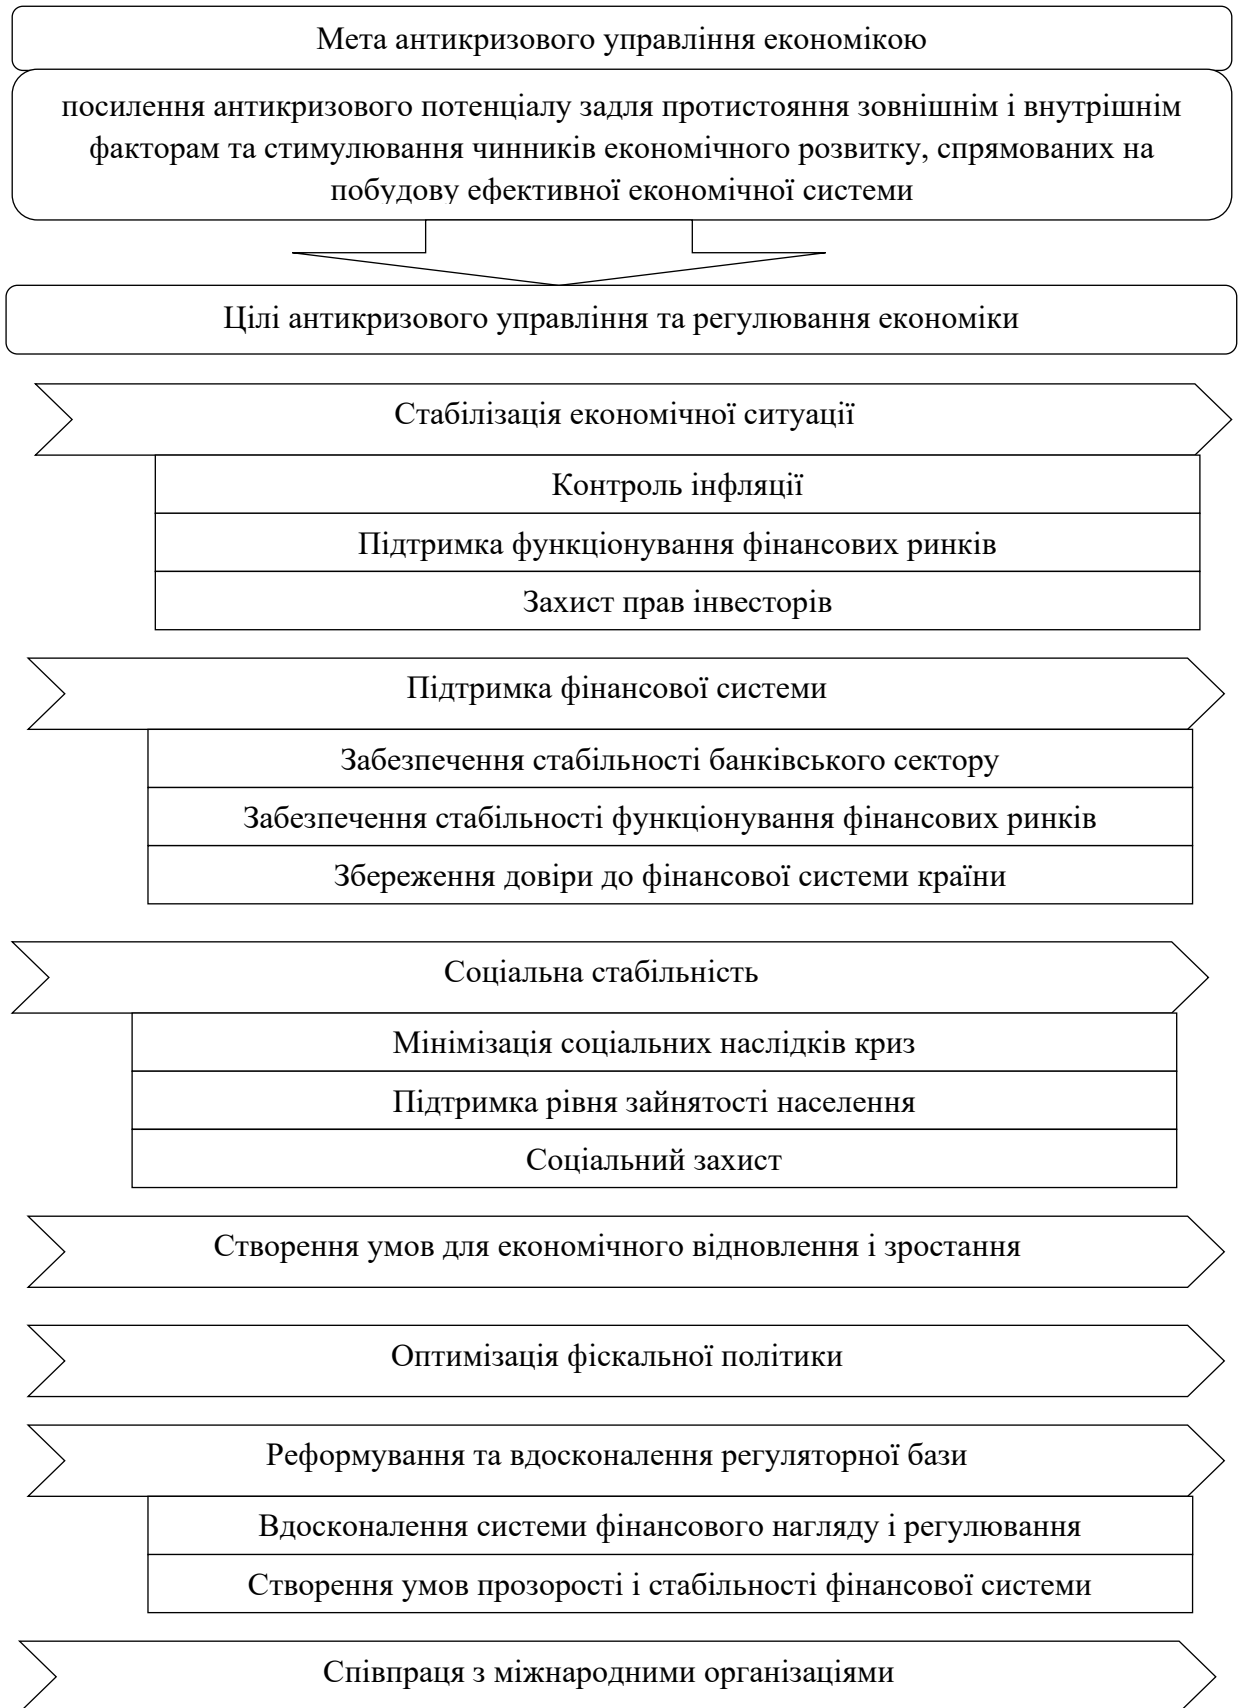 Мета антикризового управління економікою
посилення антикризового потенціалу задля протистояння зовнішнім і внутрішнім
факторам та стимулювання чинників економічного розвитку, спрямованих на
побудову ефективної економічної системи
Цілі антикризового управління та регулювання економіки
Стабілізація економічної ситуації
Контроль інфляції
Підтримка функціонування фінансових ринків
Захист прав інвесторів
Підтримка фінансової системи
Забезпечення стабільності банківського сектору
Забезпечення стабільності функціонування фінансових ринків
Збереження довіри до фінансової системи країни
Соціальна стабільність
Мінімізація соціальних наслідків криз
Підтримка рівня зайнятості населення
Соціальний захист
Створення умов для економічного відновлення і зростання
Оптимізація фіскальної політики
Реформування та вдосконалення регуляторної бази
Вдосконалення системи фінансового нагляду і регулювання
Створення умов прозорості і стабільності фінансової системи
Співпраця з міжнародними організаціями